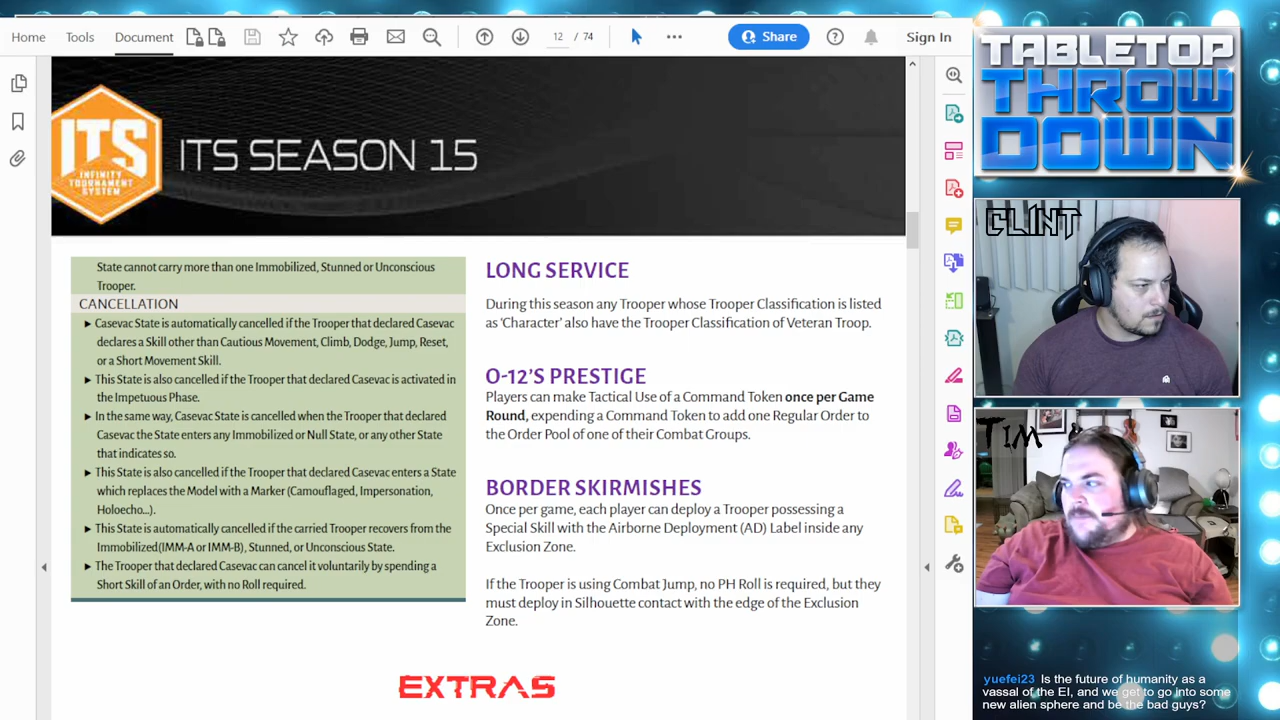 Home
Tools
Document
12 / 74
Share
Sign In
TABLETOP
THROW
DOWN
ITS
INFINITY
TOURNAMENT
SYSTEM
ITS SEASON 15
CLINT
State cannot carry more than one Immobilized, Stunned or Unconscious
Trooper.
CANCELLATION
► Casevac State is automatically cancelled if the Trooper that declared Casevac
declares a Skill other than Cautious Movement, Climb, Dodge, Jump, Reset,
or a Short Movement Skill.
► This State is also cancelled if the Trooper that declared Casevac is activated in
the Impetuous Phase.
► In the same way, Casevac State is cancelled when the Trooper that declared
Casevac the State enters any Immobilized or Null State, or any other State
that indicates so.
► This State is also cancelled if the Trooper that declared Casevac enters a State
which replaces the Model with a Marker (Camouflaged, Impersonation,
Holoecho...).
► This State is automatically cancelled if the carried Trooper recovers from the
Immobilized(IMM-A or IMM-B), Stunned, or Unconscious State.
► The Trooper that declared Casevac can cancel it voluntarily by spending a
Short Skill of an Order, with no Roll required.
LONG SERVICE
During this season any Trooper whose Trooper Classification is listed
as ‘Character’ also have the Trooper Classification of Veteran Troop.
O-12’S PRESTIGE
Players can make Tactical Use of a Command Token once per Game
Round, expending a Command Token to add one Regular Order to
the Order Pool of one of their Combat Groups.
BORDER SKIRMISHES
Once per game, each player can deploy a Trooper possessing a
Special Skill with the Airborne Deployment (AD) Label inside any
Exclusion Zone.
If the Trooper is using Combat Jump, no PH Roll is required, but they
must deploy in Silhouette contact with the edge of the Exclusion
Zone.
EXTRAS
yuefei23 Is the future of humanity as a
vassal of the EI, and we get to go into some
new alien sphere and be the bad guys?